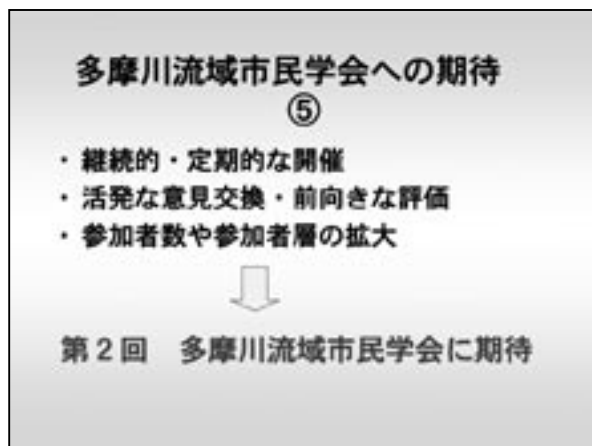 多摩川流域市民学会への期待
⑤
・ 継続的・定期的な開催
・ 活発な意見交換・前向きな評価
・ 参加者数や参加者層の拡大
第２回　多摩川流域市民学会に期待